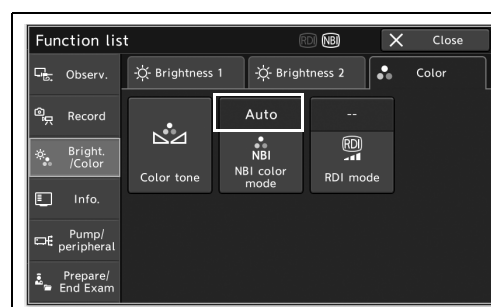 Function list
RDI NBI
Close
Observ.
Brightness 1
Brightness 2
Color
Record
Auto
--
Bright.
/Color
NBI
RDI
Color tone
NBI color
mode
RDI mode
Info.
Pump/
peripheral
Prepare/
End Exam